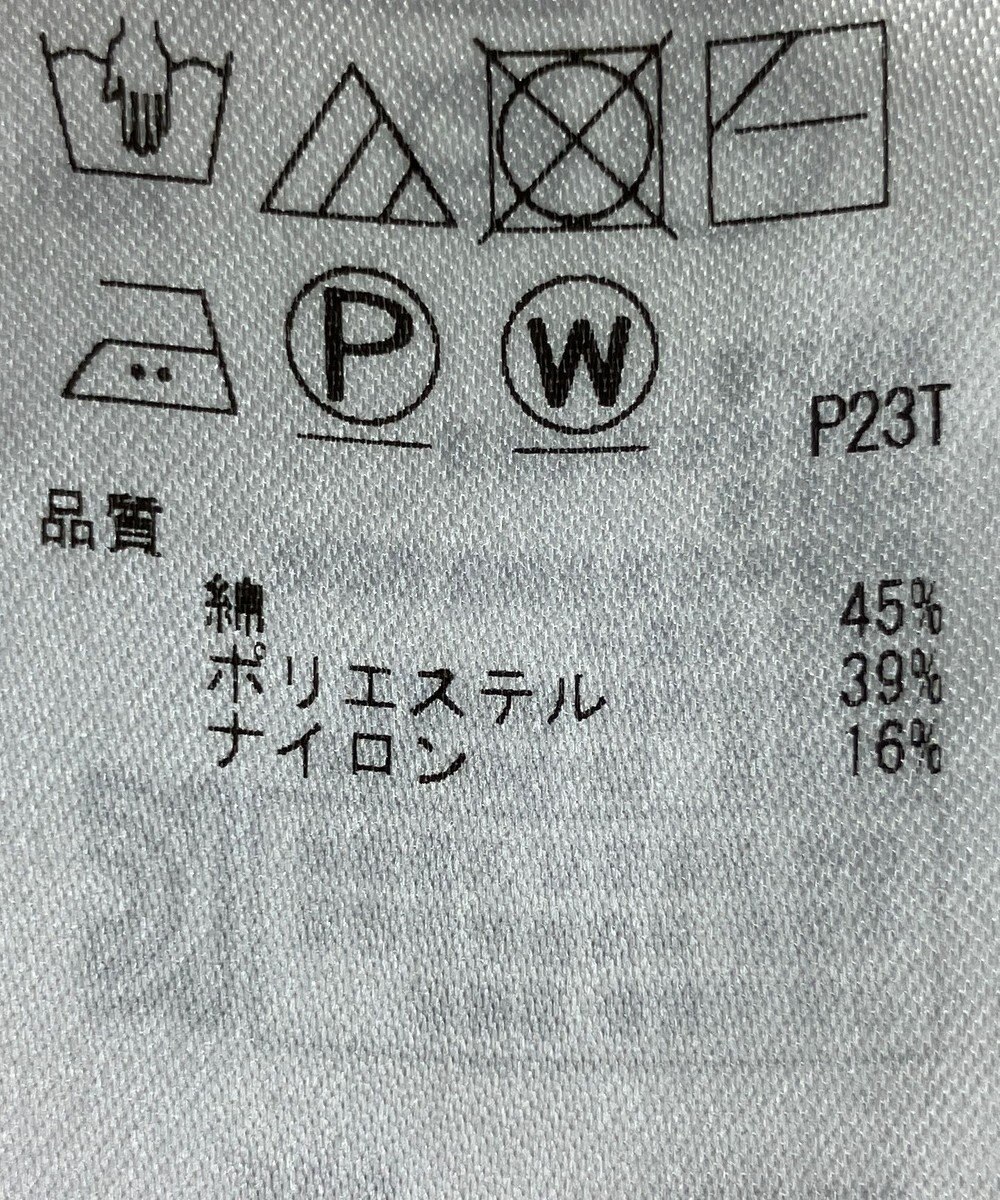 P W
P23T
品質
綿 45%
ポリエステル 39%
ナイロン 16%